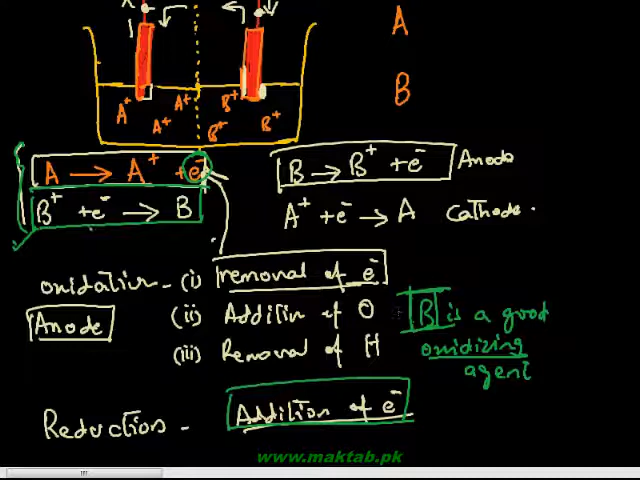 A
B
A+
A+
A+
B+
B+
B+
A → A+ + e-
B+ + e- → B
B → B+ + e- Anode
A+ + e- → A Cathode.
oxidation - (i) removal of e-
Anode (ii) Addition of O
(iii) Removal of H
B is a good
oxidizing
agent
Reduction - Addition of e-
www.maktab.pk